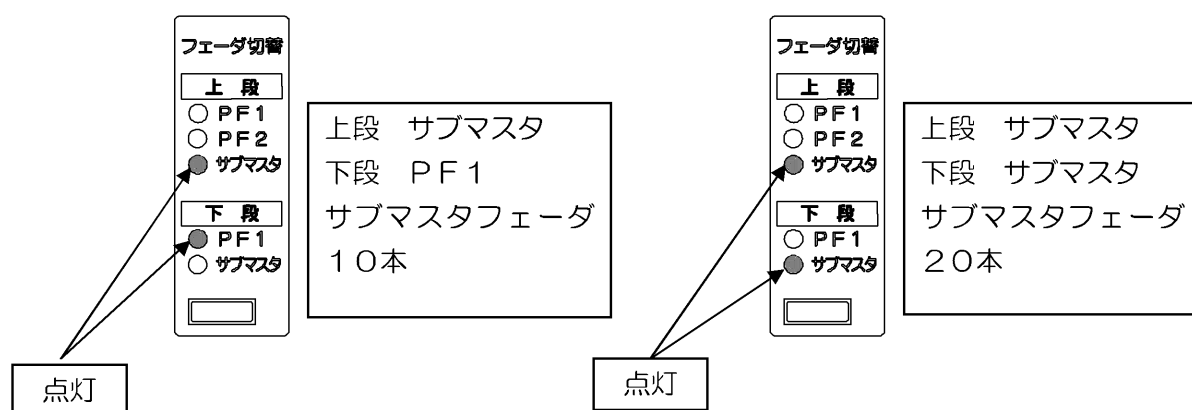 フェーダ切替
上 段
PF1
PF2
サブマスタ
下 段
PF1
サブマスタ
上段 サブマスタ
下段 PF1
サブマスタフェーダ
10本
点灯
フェーダ切替
上 段
PF1
PF2
サブマスタ
下 段
PF1
サブマスタ
上段 サブマスタ
下段 サブマスタ
サブマスタフェーダ
20本
点灯